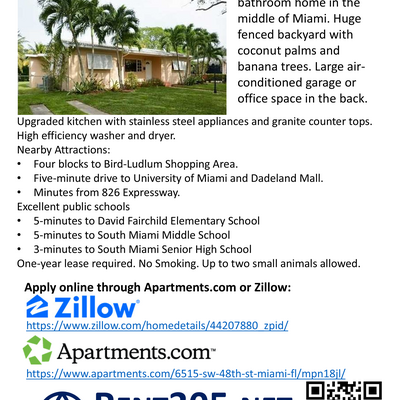 bathroom home in the
middle of Miami. Huge
fenced backyard with
coconut palms and
banana trees. Large air-
conditioned garage or
office space in the back.
Upgraded kitchen with stainless steel appliances and granite counter tops.
High efficiency washer and dryer.
Nearby Attractions:
• Four blocks to Bird-Ludlum Shopping Area.
• Five-minute drive to University of Miami and Dadeland Mall.
• Minutes from 826 Expressway.
Excellent public schools
• 5-minutes to David Fairchild Elementary School
• 5-minutes to South Miami Middle School
• 3-minutes to South Miami Senior High School
One-year lease required. No Smoking. Up to two small animals allowed.
Apply online through Apartments.com or Zillow:
Zillow®
https://www.zillow.com/homedetails/44207880_zpid/
Apartments.com™
https://www.apartments.com/6515-sw-48th-st-miami-fl/mpn18jl/
RENT305.NET